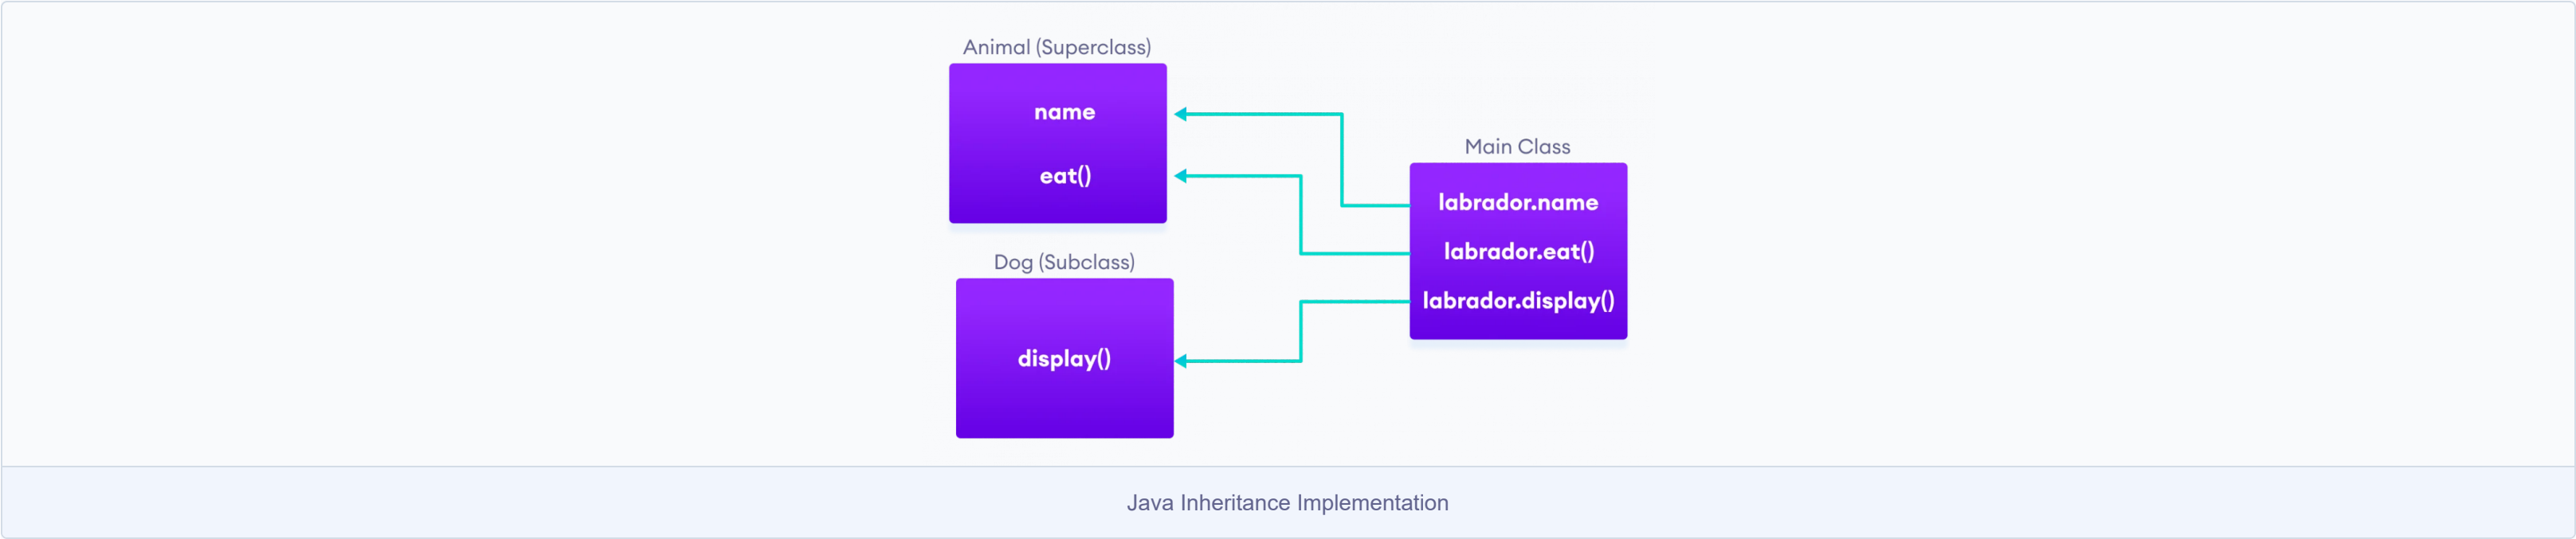 Animal (Superclass)
name
eat()
Dog (Subclass)
display()
Main Class
labrador.name
labrador.eat()
labrador.display()
Java Inheritance Implementation